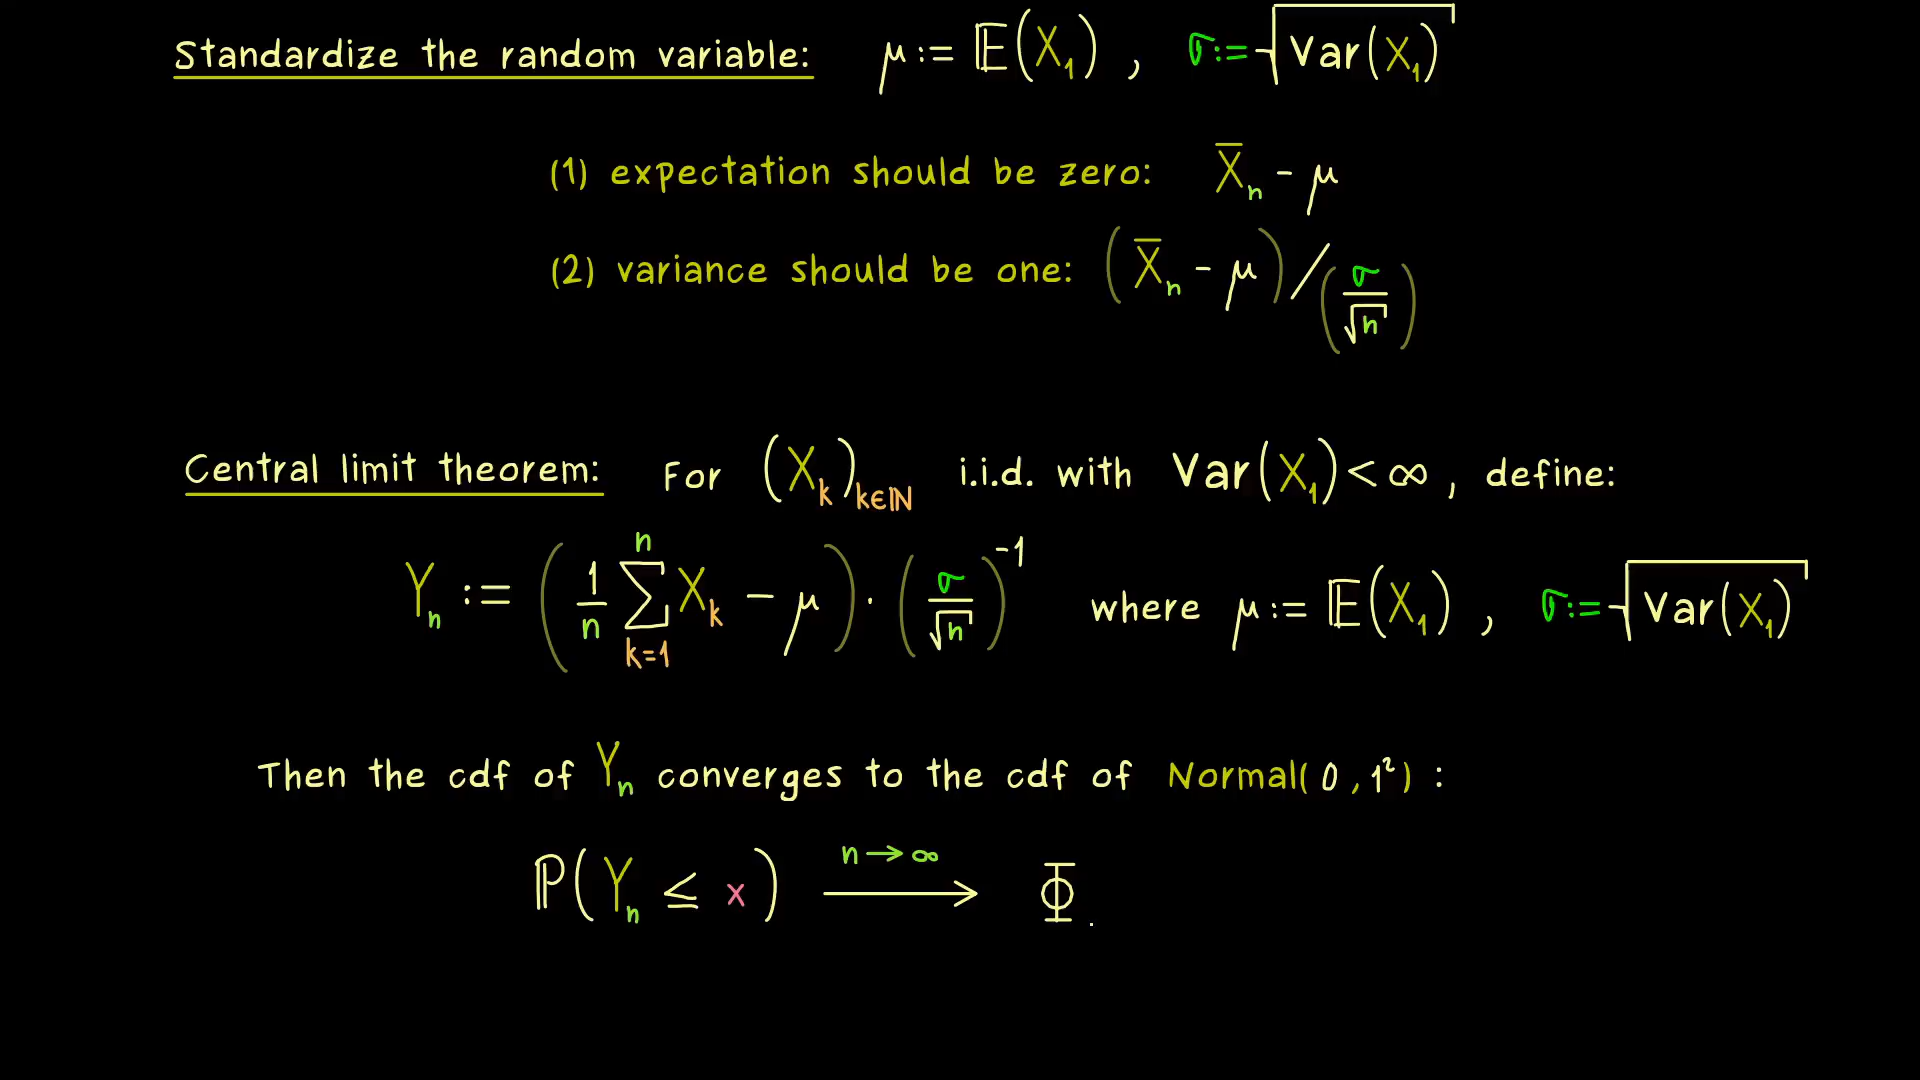 Standardize the random variable: μ := 𝔼(X₁) , σ := √Var(X₁)
(1) expectation should be zero: X̅ₙ - μ
(2) variance should be one: (X̅ₙ - μ) / (σ/√n)
Central limit theorem: For (Xₖ)ₖ∈ℕ i.i.d. with Var(X₁) < ∞ , define:
Yₙ := (1/n ∑ₖ₌₁ⁿ Xₖ - μ) · (σ/√n)⁻¹ where μ := 𝔼(X₁) , σ := √Var(X₁)
Then the cdf of Yₙ converges to the cdf of Normal(0 , 1²) :
ℙ(Yₙ ≤ x) n→∞ ⟶ Φ